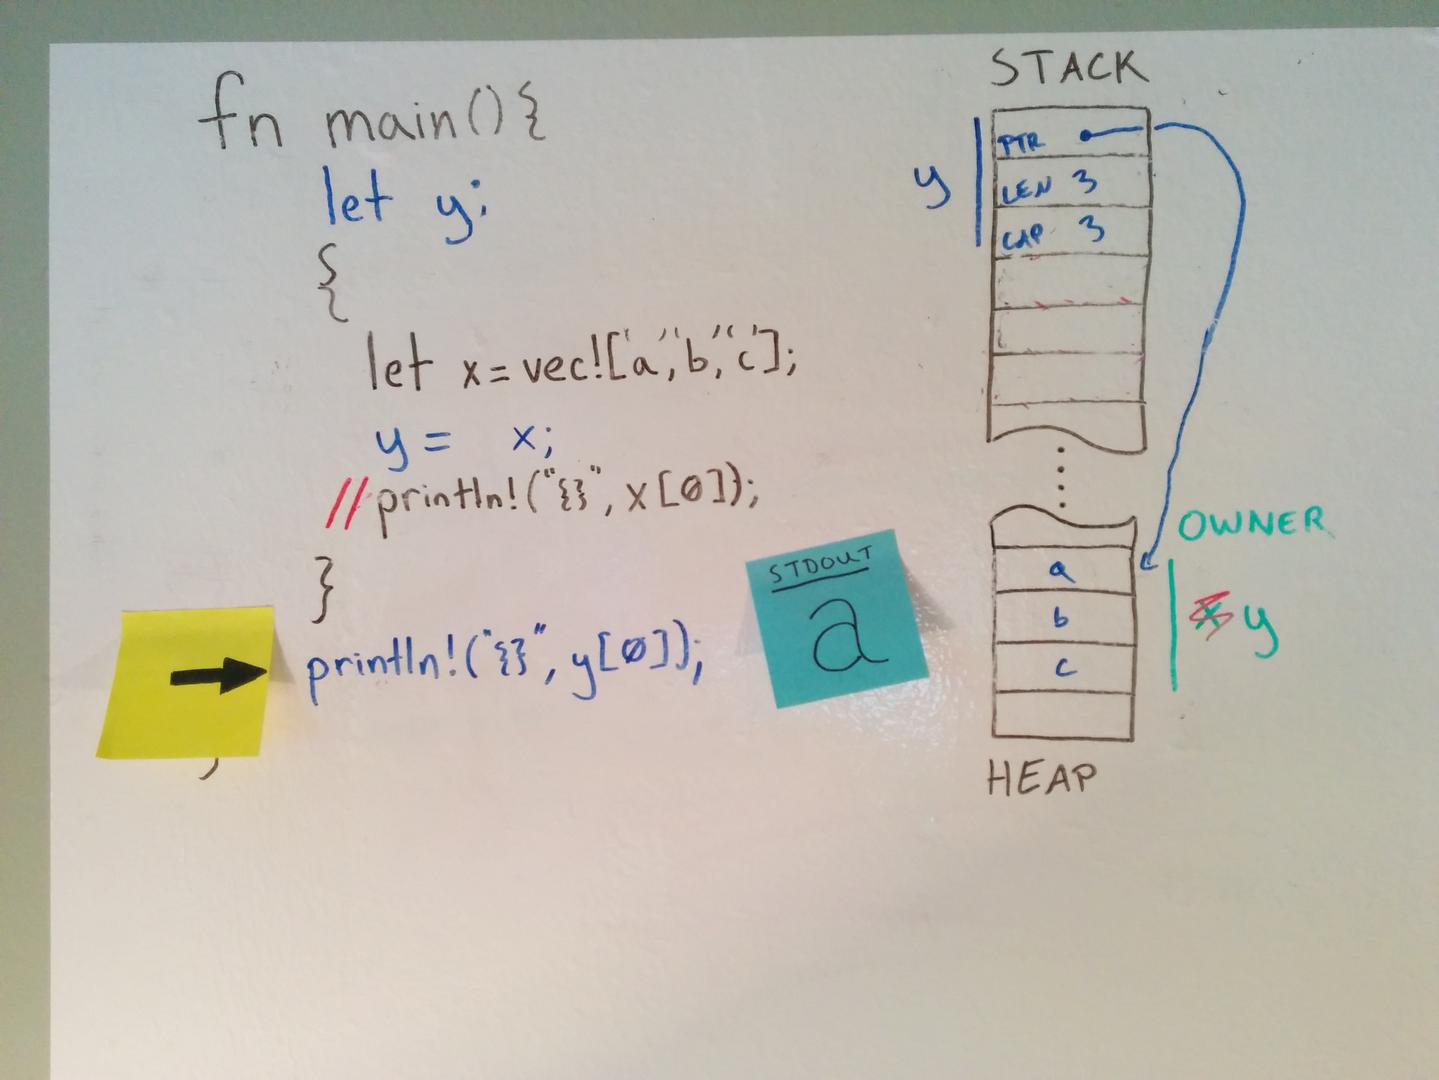 fn main(){
let y;
{
let x = vec!['a','b','c'];
y = x;
//println!("{}", x[0]);
}
println!("{}", y[0]);
STDOUT
a
STACK
y
PTR
LEN 3
CAP 3
OWNER
a
b
c
x y
HEAP